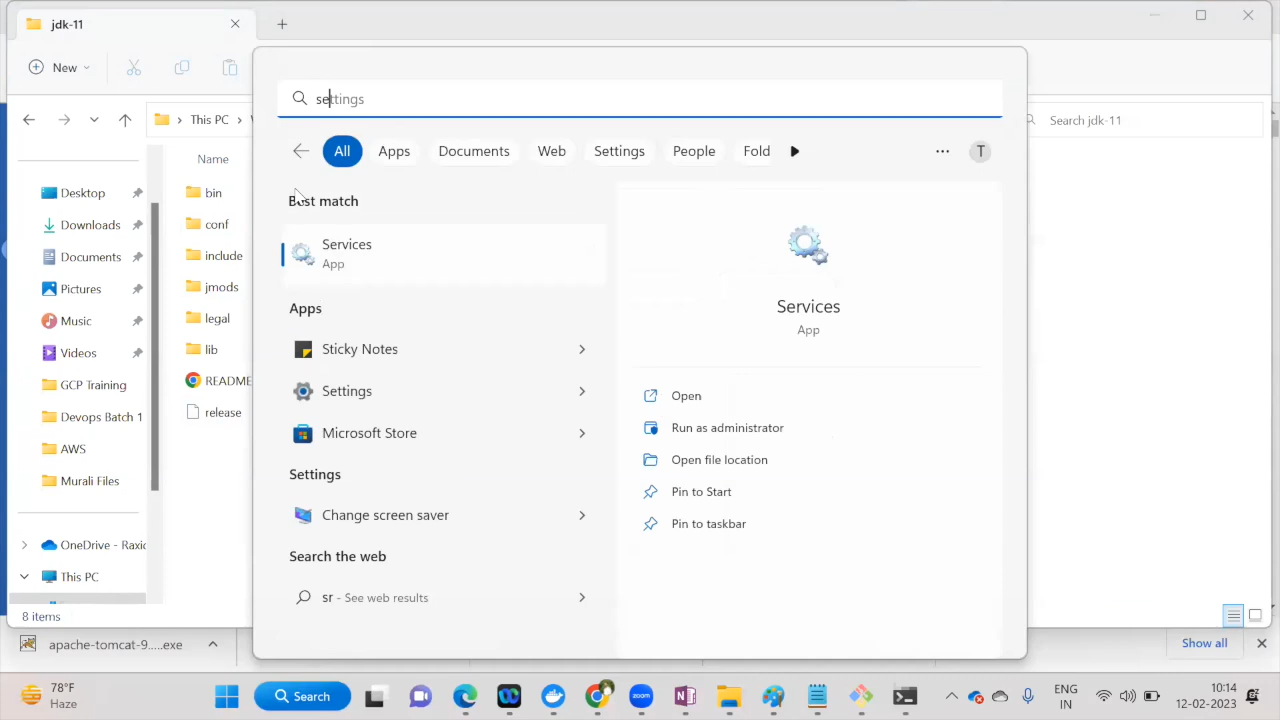 jdk-11
New
This PC
Search jdk-11
settings
All
Apps
Documents
Web
Settings
People
Fold
T
Name
Desktop
Downloads
Documents
Pictures
Music
Videos
GCP Training
Devops Batch 1
AWS
Murali Files
OneDrive - Raxi
This PC
bin
conf
include
jmods
legal
lib
README
release
Best match
Services
App
Apps
Sticky Notes
Settings
Microsoft Store
Settings
Change screen saver
Search the web
sr - See web results
Services
App
Open
Run as administrator
Open file location
Pin to Start
Pin to taskbar
8 items
apache-tomcat-9.....exe
Show all
78°F
Haze
Search
zoom
ENG
IN
10:14
12-02-2023